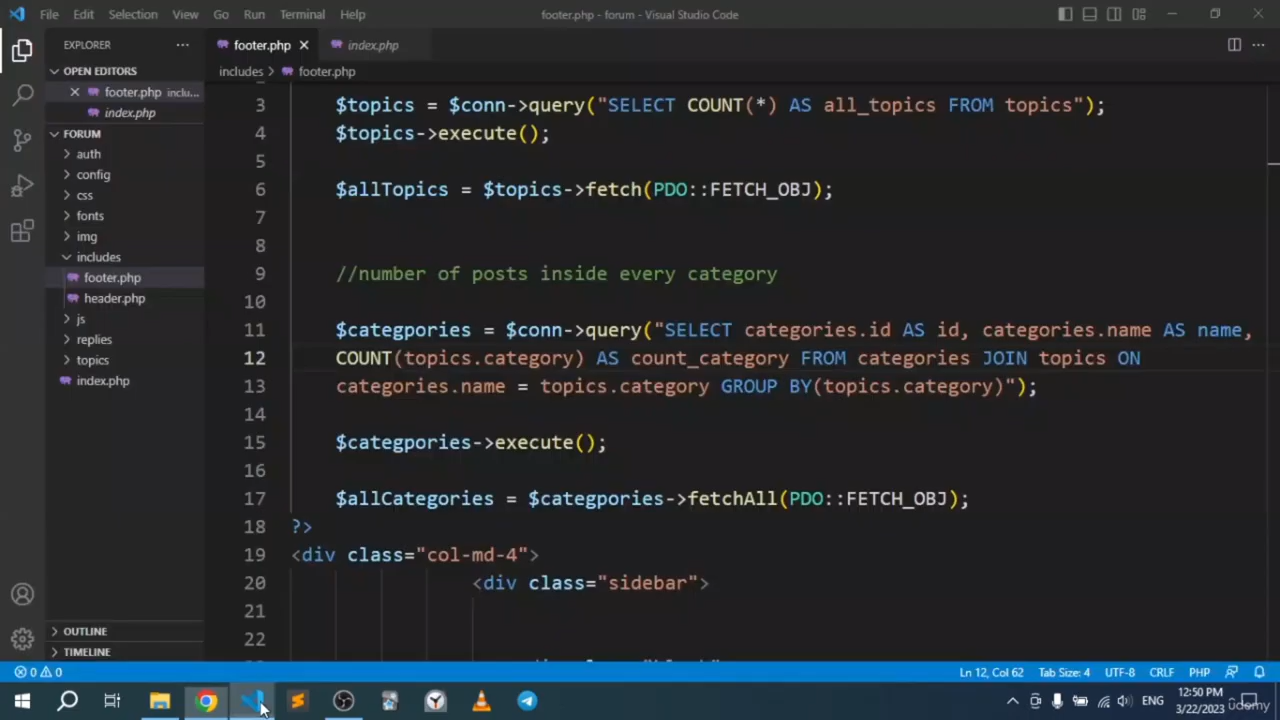 File Edit Selection View Go Run Terminal Help footer.php - forum - Visual Studio Code
EXPLORER
OPEN EDITORS
footer.php inclu...
index.php
FORUM
auth
config
css
fonts
img
includes
footer.php
header.php
js
replies
topics
index.php
OUTLINE
TIMELINE
footer.php index.php
includes > footer.php
3 $topics = $conn->query("SELECT COUNT(*) AS all_topics FROM topics");
4 $topics->execute();
5
6 $allTopics = $topics->fetch(PDO::FETCH_OBJ);
7
8
9 //number of posts inside every category
10
11 $categpories = $conn->query("SELECT categories.id AS id, categories.name AS name,
12 COUNT(topics.category) AS count_category FROM categories JOIN topics ON
13 categories.name = topics.category GROUP BY(topics.category)");
14
15 $categpories->execute();
16
17 $allCategories = $categpories->fetchAll(PDO::FETCH_OBJ);
18 ?>
19 <div class="col-md-4">
20 <div class="sidebar">
21
22
0 0 Ln 12, Col 62 Tab Size: 4 UTF-8 CRLF PHP
ENG 12:50 PM
3/22/2023
udemy